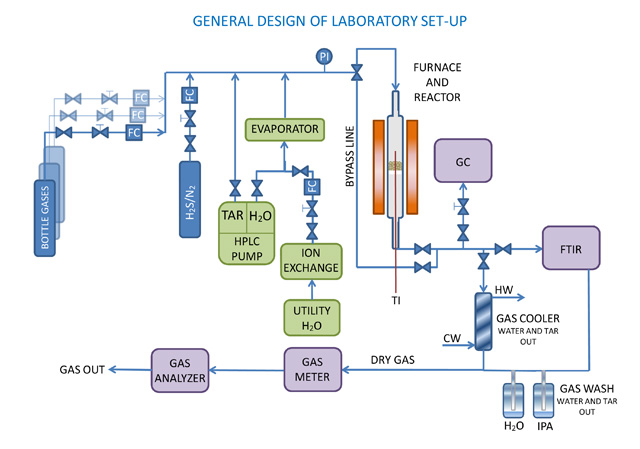 GENERAL DESIGN OF LABORATORY SET-UP
PI
FURNACE
AND
REACTOR
FC
FC
FC
FC
BOTTLE GASES
H₂S/N₂
EVAPORATOR
BYPASS LINE
GC
TAR
H₂O
HPLC
PUMP
FC
ION
EXCHANGE
UTILITY
H₂O
TI
FTIR
HW
CW
GAS COOLER
WATER AND TAR
OUT
GAS OUT
GAS
ANALYZER
GAS
METER
DRY GAS
GAS WASH
WATER AND TAR
OUT
H₂O
IPA